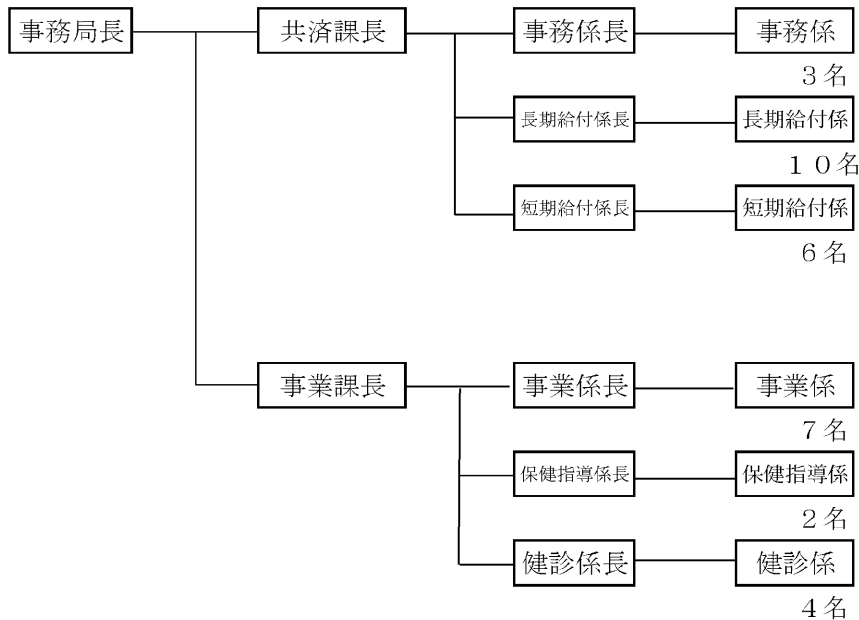 事務局長
共済課長
事務係長
事務係
３名
長期給付係長
長期給付係
１０名
短期給付係長
短期給付係
６名
事業課長
事業係長
事業係
７名
保健指導係長
保健指導係
２名
健診係長
健診係
４名